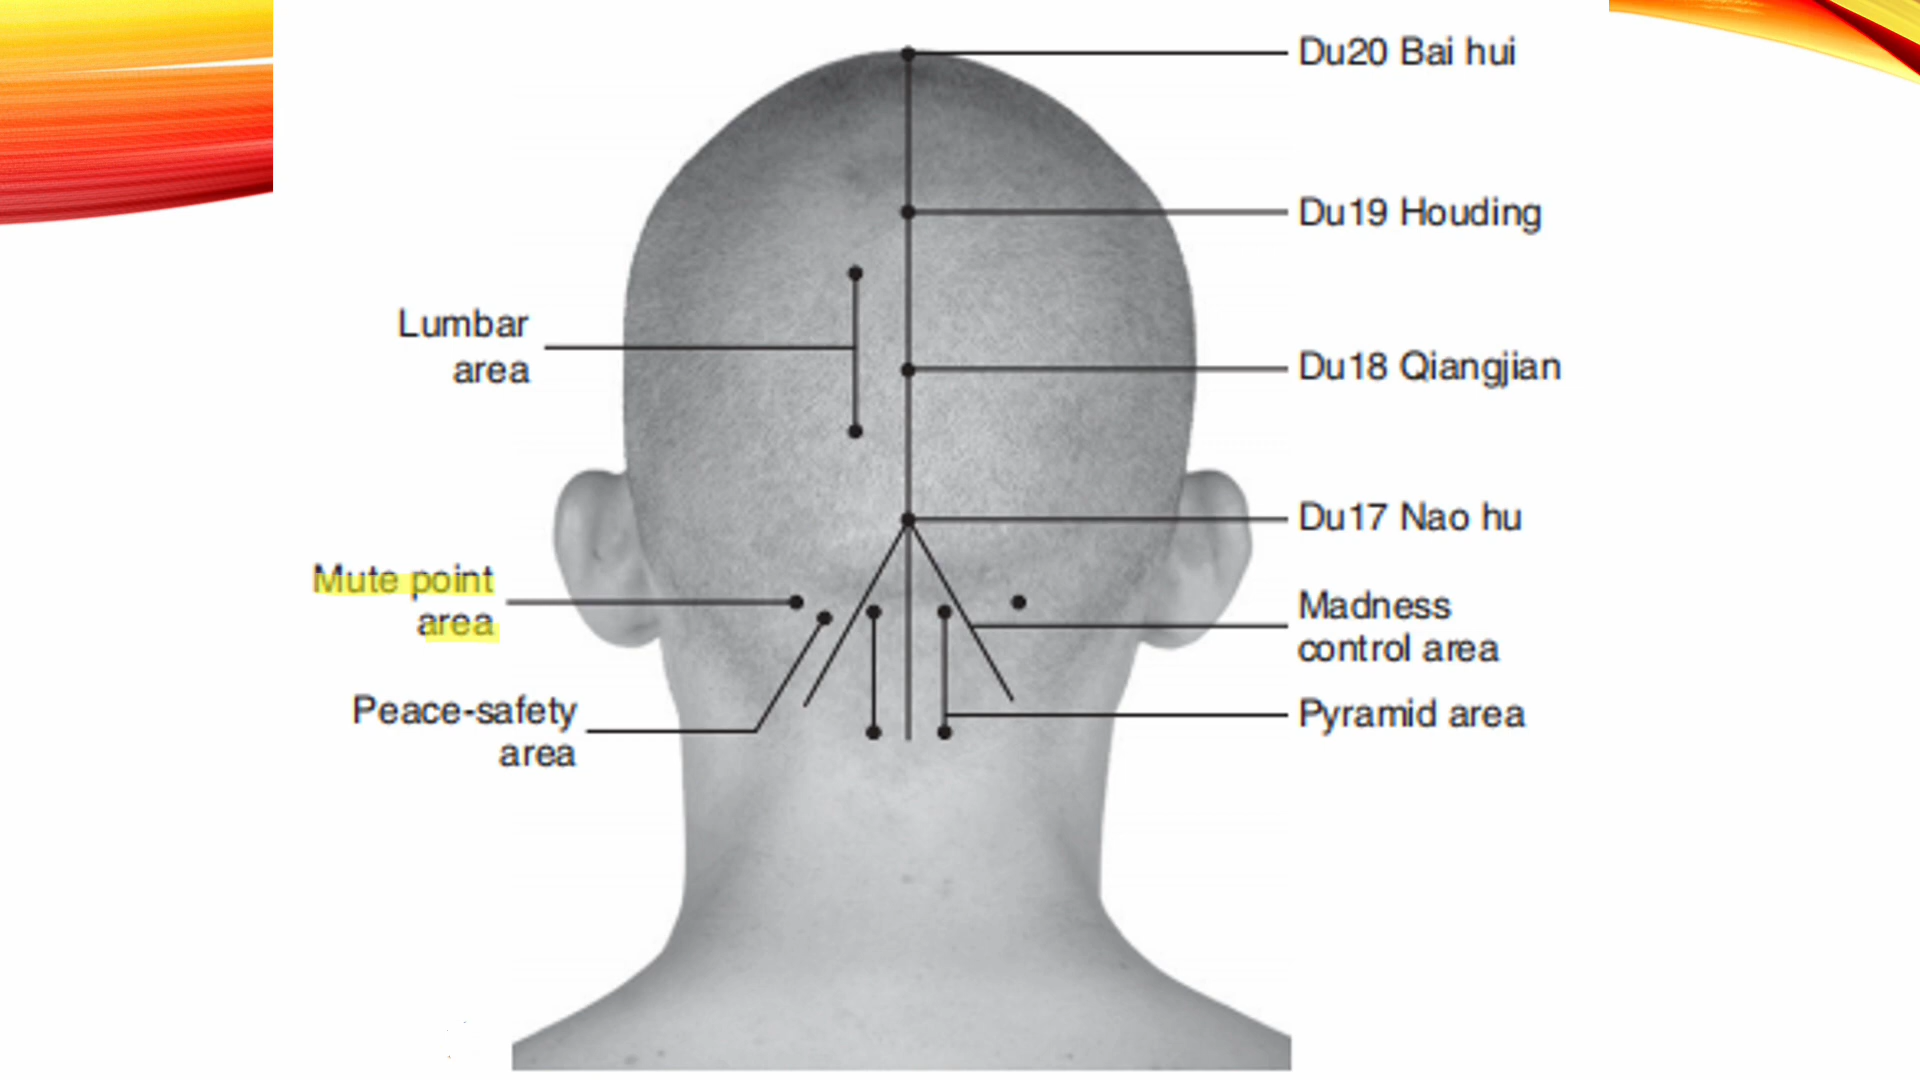 Du20 Bai hui
Du19 Houding
Lumbar
area
Du18 Qiangjian
Du17 Nao hu
Mute point
area
Madness
control area
Peace-safety
area
Pyramid area